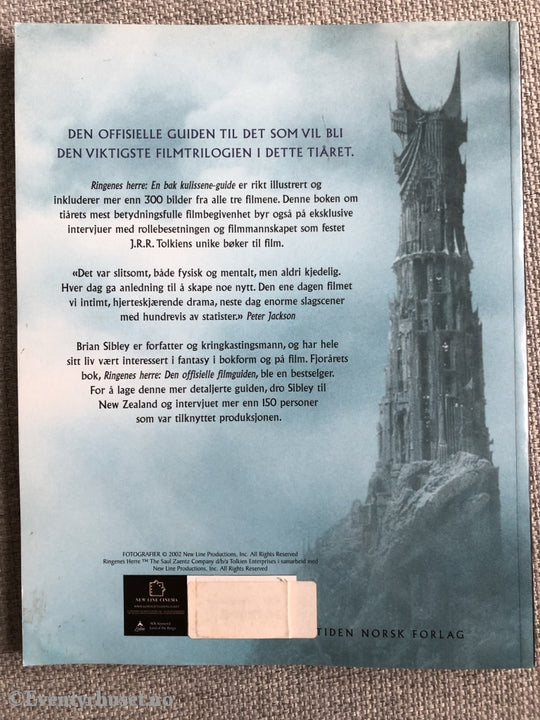 DEN OFFISIELLE GUIDEN TIL DET SOM VIL BLI
DEN VIKTIGSTE FILMTRILOGIEN I DETTE TIÅRET.
Ringenes herre: En bak kulissene-guide er rikt illustrert og
inkluderer mer enn 300 bilder fra alle tre filmene. Denne boken om
tiårets mest betydningsfulle filmbegivenhet byr også på eksklusive
intervjuer med rollebesetningen og filmmannskapet som festet
J.R.R. Tolkiens unike bøker til film.
«Det var slitsomt, både fysisk og mentalt, men aldri kjedelig.
Hver dag ga anledning til å skape noe nytt. Den ene dagen filmet
vi intimt, hjerteskjærende drama, neste dag enorme slagscener
med hundrevis av statister.» Peter Jackson
Brian Sibley er forfatter og kringkastingsmann, og har hele
sitt liv vært interessert i fantasy i bokform og på film. Fjorårets
bok, Ringenes herre: Den offisielle filmguiden, ble en bestselger.
For å lage denne mer detaljerte guiden, dro Sibley til
New Zealand og intervjuet mer enn 150 personer
som var tilknyttet produksjonen.
FOTOGRAFIER © 2002 New Line Productions, Inc. All Rights Reserved
Ringenes Herre ™ The Saul Zaentz Company d/b/a Tolkien Enterprises i samarbeid med
New Line Productions, Inc. All Rights Reserved
NEW LINE CINEMA
TIDEN NORSK FORLAG
© Eventyrhuset.no